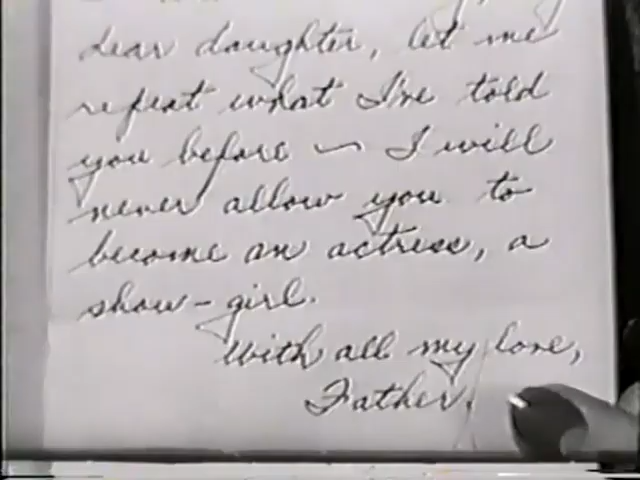 dear daughter, let me
repeat what I've told
you before — I will
never allow you to
become an actress, a
show-girl.
With all my love,
Father.